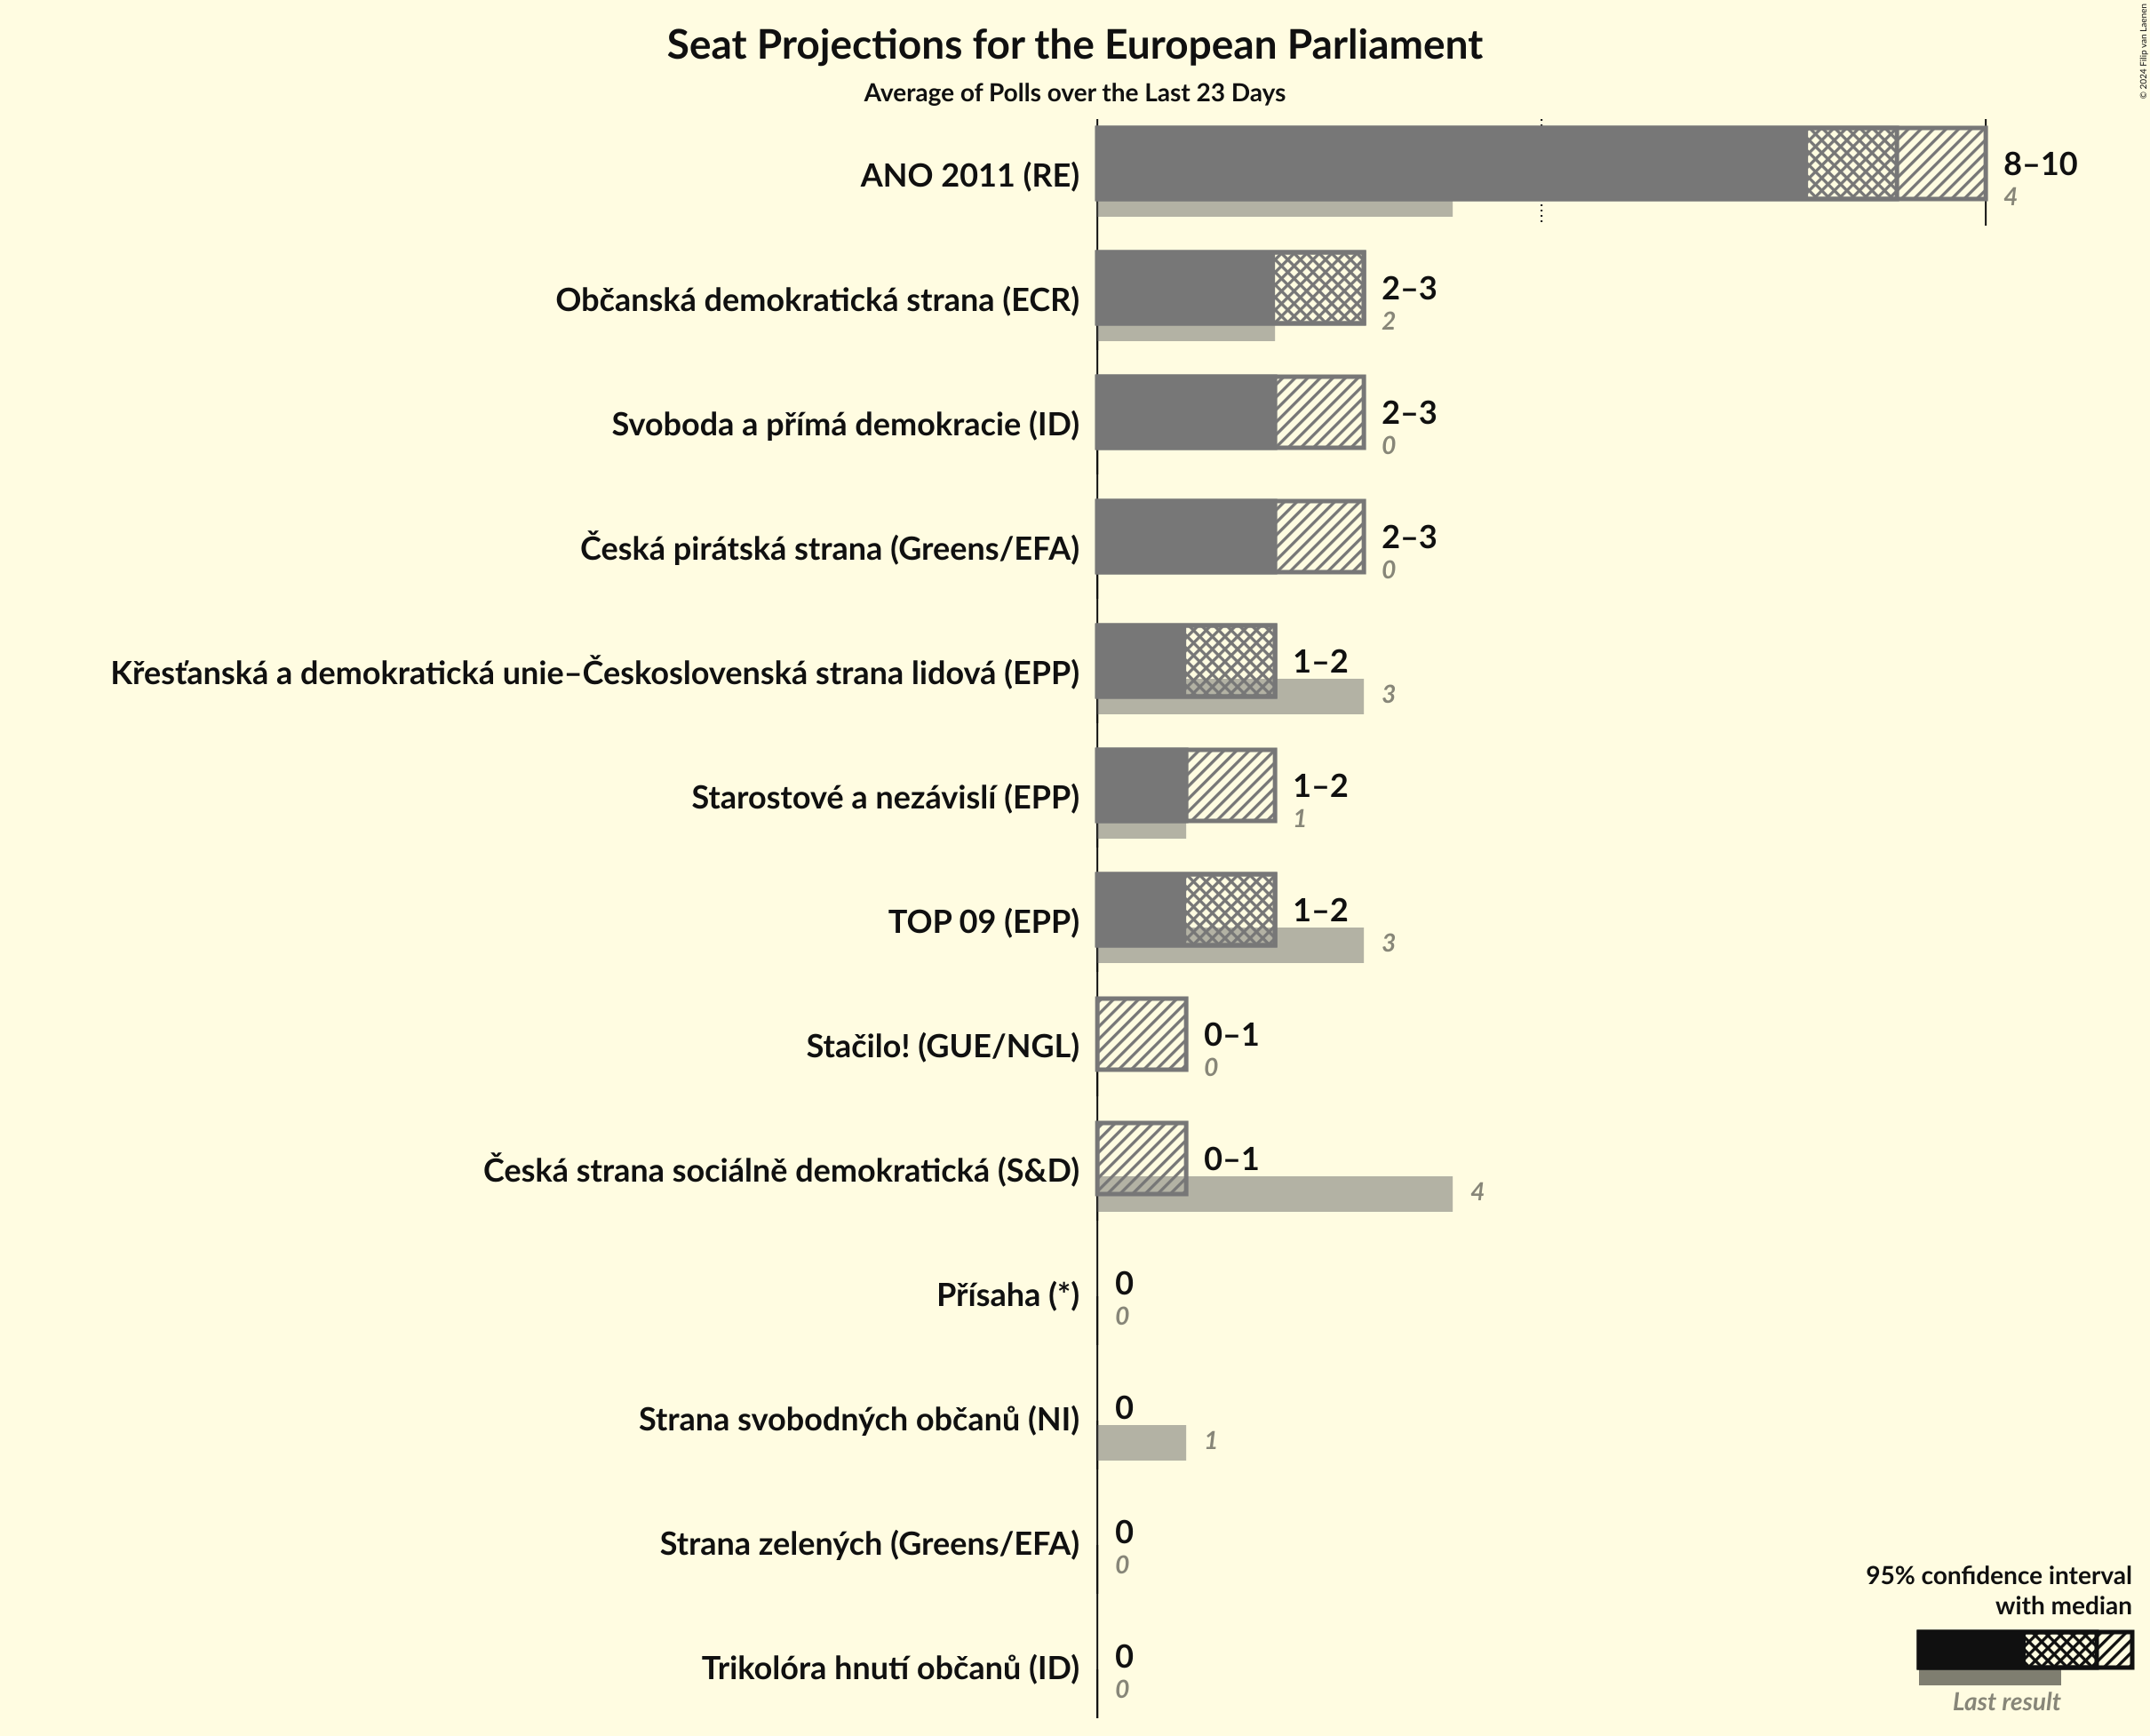 Seat Projections for the European Parliament
Average of Polls over the Last 23 Days
© 2024 Filip van Laenen
ANO 2011 (RE)
8–10
4
Občanská demokratická strana (ECR)
2–3
2
Svoboda a přímá demokracie (ID)
2–3
0
Česká pirátská strana (Greens/EFA)
2–3
0
Křesťanská a demokratická unie–Československá strana lidová (EPP)
1–2
3
Starostové a nezávislí (EPP)
1–2
1
TOP 09 (EPP)
1–2
3
Stačilo! (GUE/NGL)
0–1
0
Česká strana sociálně demokratická (S&D)
0–1
4
Přísaha (*)
0
0
Strana svobodných občanů (NI)
0
1
Strana zelených (Greens/EFA)
0
0
Trikolóra hnutí občanů (ID)
0
0
95% confidence interval
with median
Last result